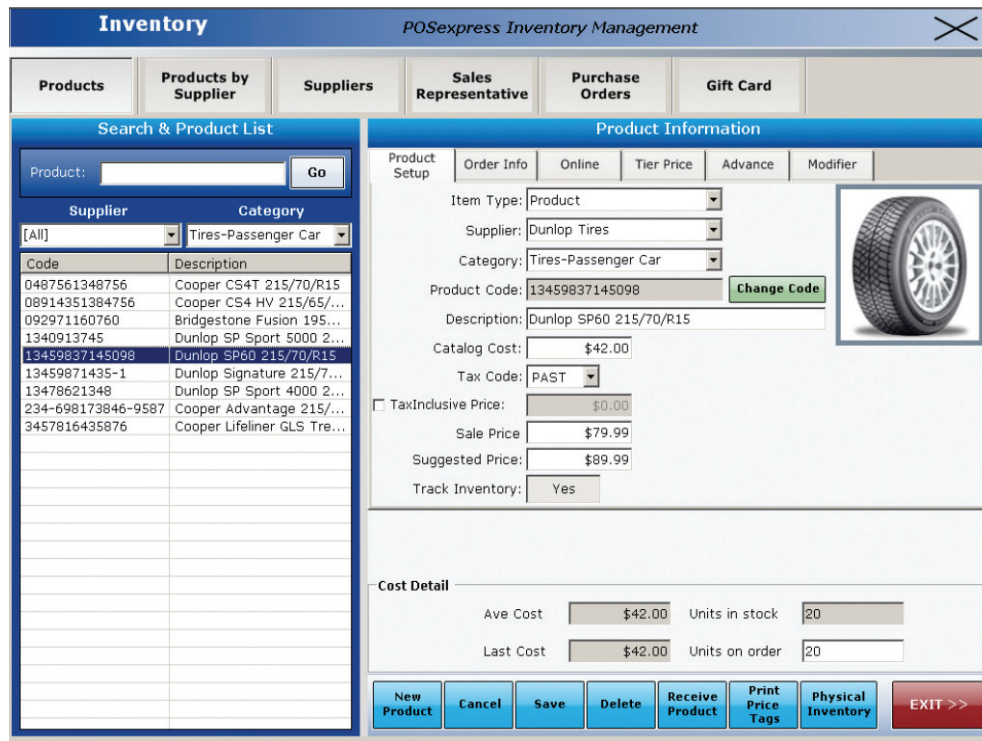 Inventory
POSexpress Inventory Management
Products
Products by Supplier
Suppliers
Sales Representative
Purchase Orders
Gift Card
Search & Product List
Product:
Go
Supplier
Category
[All]
Tires-Passenger Car
Code Description
0487561348756 Cooper CS4T 215/70/R15
08914351384756 Cooper CS4 HV 215/65/...
092971160760 Bridgestone Fusion 195...
1340913745 Dunlop SP Sport 5000 2...
13459837145098 Dunlop SP60 215/70/R15
13459871435-1 Dunlop Signature 215/7...
13478621348 Dunlop SP Sport 4000 2...
234-698173846-9587 Cooper Advantage 215/...
3457816435876 Cooper Lifeliner GLS Tre...
Product Information
Product Setup
Order Info
Online
Tier Price
Advance
Modifier
Item Type: Product
Supplier: Dunlop Tires
Category: Tires-Passenger Car
Product Code: 13459837145098
Change Code
Description: Dunlop SP60 215/70/R15
Catalog Cost: $42.00
Tax Code: PAST
TaxInclusive Price: $0.00
Sale Price $79.99
Suggested Price: $89.99
Track Inventory: Yes
Cost Detail
Ave Cost $42.00 Units in stock 20
Last Cost $42.00 Units on order 20
New Product
Cancel
Save
Delete
Receive Product
Print Price Tags
Physical Inventory
EXIT >>